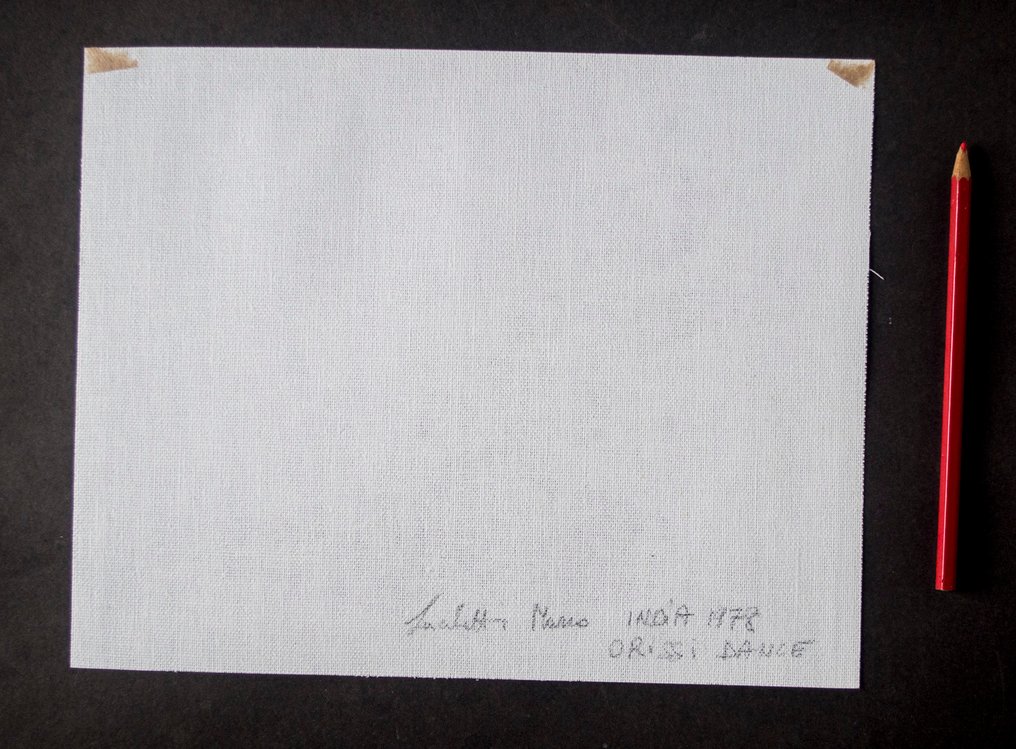 Marco INDIA 1978
ORISSI DANCE